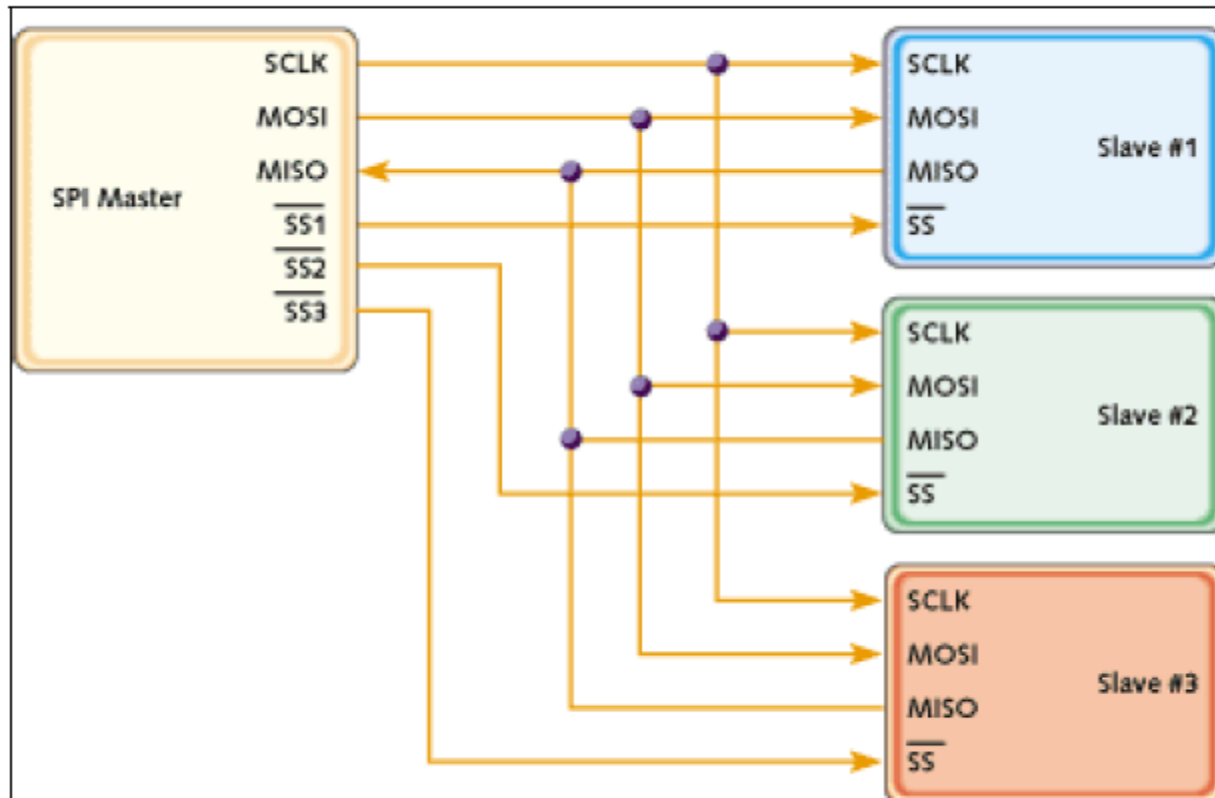 SPI Master
SCLK
MOSI
MISO
SS1
SS2
SS3
SCLK
MOSI
MISO
SS
Slave #1
SCLK
MOSI
MISO
SS
Slave #2
SCLK
MOSI
MISO
SS
Slave #3